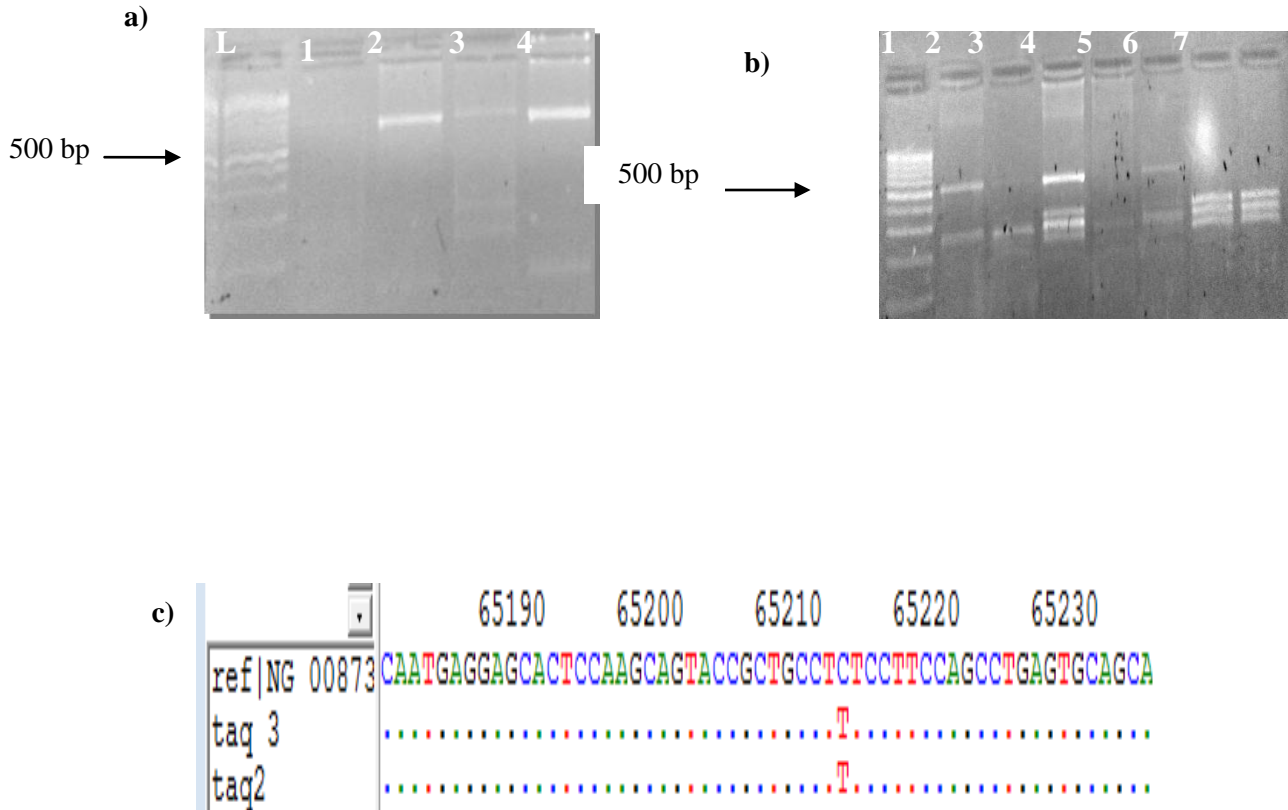 a)
L 1 2 3 4
500 bp
b)
1 2 3 4 5 6 7
500 bp
c)
65190 65200 65210 65220 65230
ref|NG 00873 CAATGAGGAGCACTCCAAGCAGTACCGCTGCCTCTCCTTCCAGCCTGAGTGCAGCA
taq 3 .................................T......................
taq2 .................................T......................